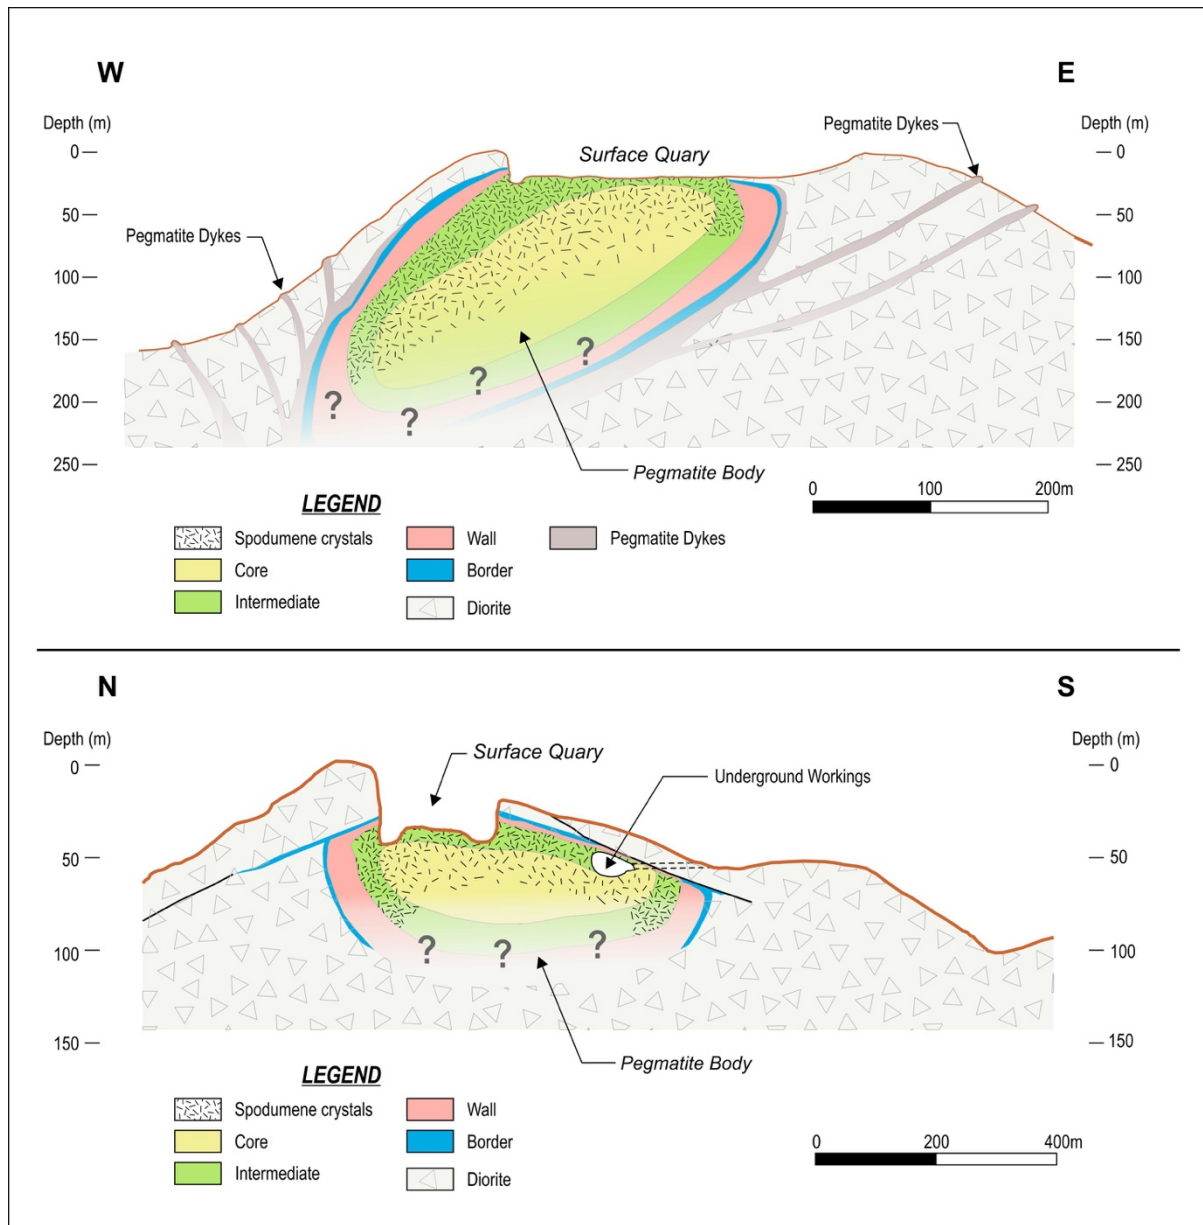 W
E
Depth (m)
Pegmatite Dykes
Depth (m)
0
Surface Quary
0
50
50
Pegmatite Dykes
100
100
150
150
?
?
200
?
?
200
250
Pegmatite Body
250
0
100
200m
LEGEND
Spodumene crystals
Wall
Pegmatite Dykes
Core
Border
Intermediate
Diorite
N
S
Depth (m)
Surface Quary
Depth (m)
0
Underground Workings
0
50
50
?
?
?
100
100
150
150
Pegmatite Body
LEGEND
Spodumene crystals
Wall
0
200
400m
Core
Border
Intermediate
Diorite